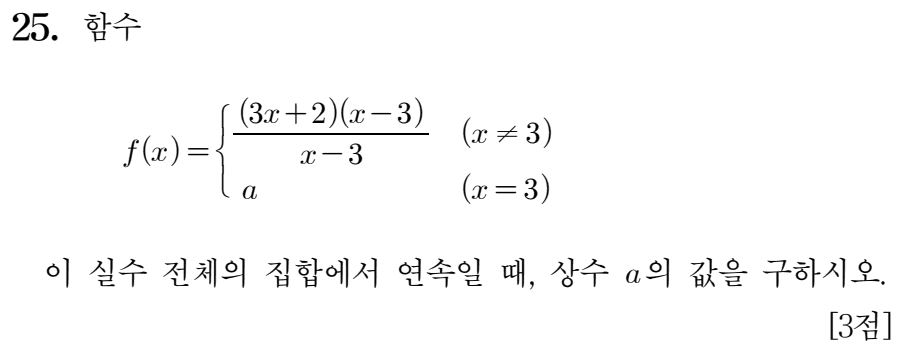 25. 함수
f(x) = { (3x+2)(x-3) / (x-3) (x ≠ 3)
a (x = 3)
이 실수 전체의 집합에서 연속일 때, 상수 a의 값을 구하시오.
[3점]